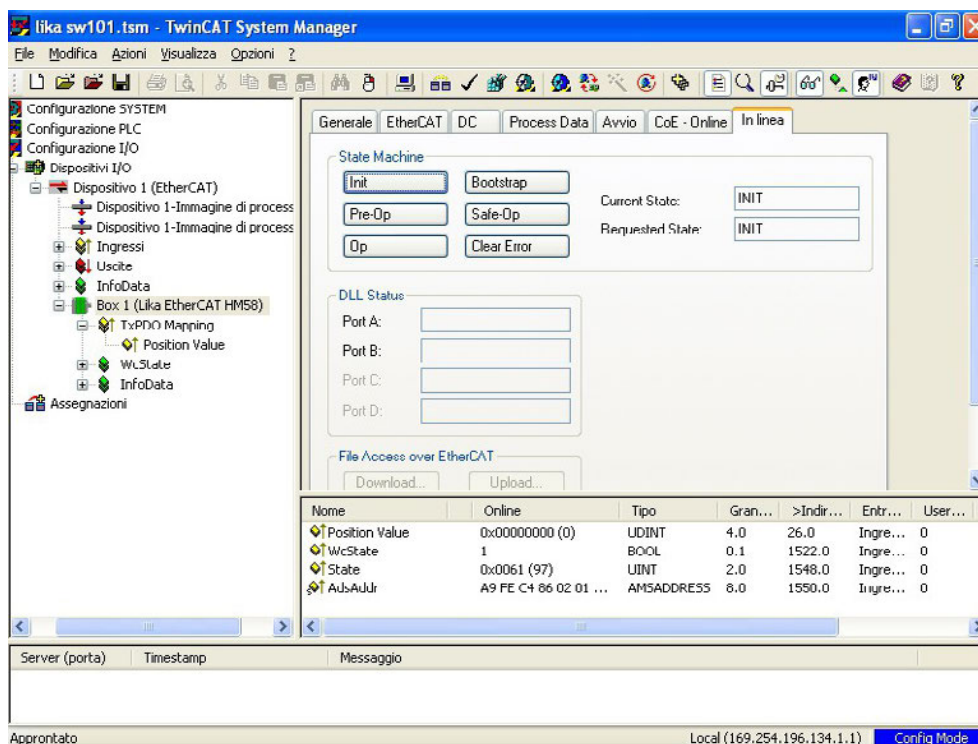 lika sw101.tsm - TwinCAT System Manager
File Modifica Azioni Visualizza Opzioni ?
Configurazione SYSTEM
Configurazione PLC
Configurazione I/O
Dispositivi I/O
Dispositivo 1 (EtherCAT)
Dispositivo 1-Immagine di process
Dispositivo 1-Immagine di process
Ingressi
Uscite
InfoData
Box 1 (Lika EtherCAT HM58)
TxPDO Mapping
Position Value
WcState
InfoData
Assegnazioni
Generale EtherCAT DC Process Data Avvio CoE - Online In linea
State Machine
Init Bootstrap
Pre-Op Safe-Op
Op Clear Error
Current State: INIT
Requested State: INIT
DLL Status
Port A:
Port B:
Port C:
Port D:
File Access over EtherCAT
Download... Upload...
Nome Online Tipo Gran... >Indir... Entr... User...
Position Value 0x00000000 (0) UDINT 4.0 26.0 Ingre... 0
WcState 1 BOOL 0.1 1522.0 Ingre... 0
State 0x0061 (97) UINT 2.0 1548.0 Ingre... 0
AdsAddr A9 FE C4 86 02 01 ... AMSADDRESS 8.0 1550.0 Ingre... 0
Server (porta) Timestamp Messaggio
Approntato Local (169.254.196.134.1.1) Config Mode